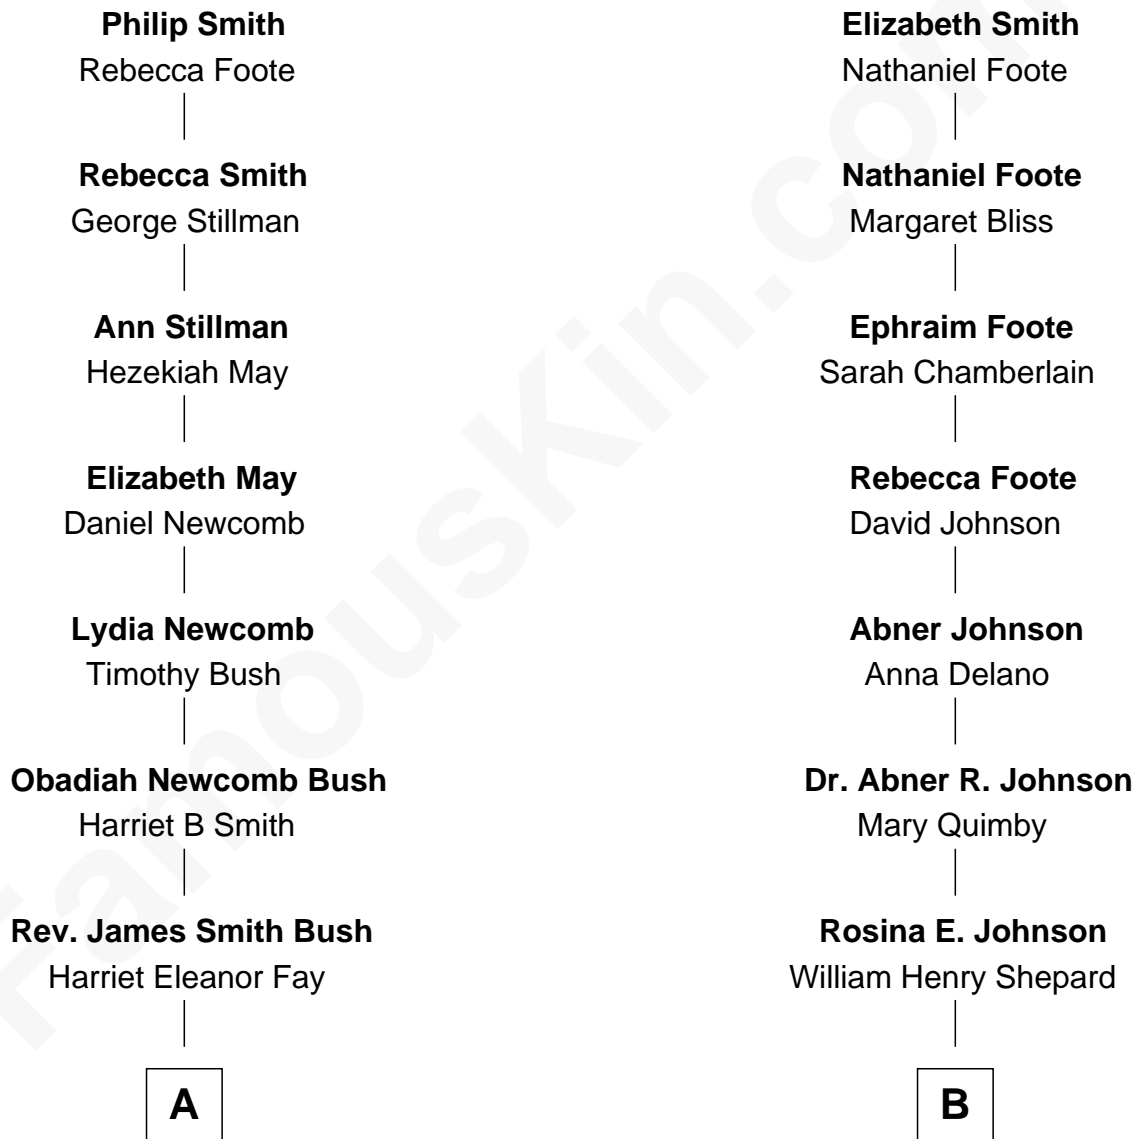 Philip Smith
Rebecca Foote
Rebecca Smith
George Stillman
Ann Stillman
Hezekiah May
Elizabeth May
Daniel Newcomb
Lydia Newcomb
Timothy Bush
Obadiah Newcomb Bush
Harriet B Smith
Rev. James Smith Bush
Harriet Eleanor Fay
A
Elizabeth Smith
Nathaniel Foote
Nathaniel Foote
Margaret Bliss
Ephraim Foote
Sarah Chamberlain
Rebecca Foote
David Johnson
Abner Johnson
Anna Delano
Dr. Abner R. Johnson
Mary Quimby
Rosina E. Johnson
William Henry Shepard
B
FamousKin.com